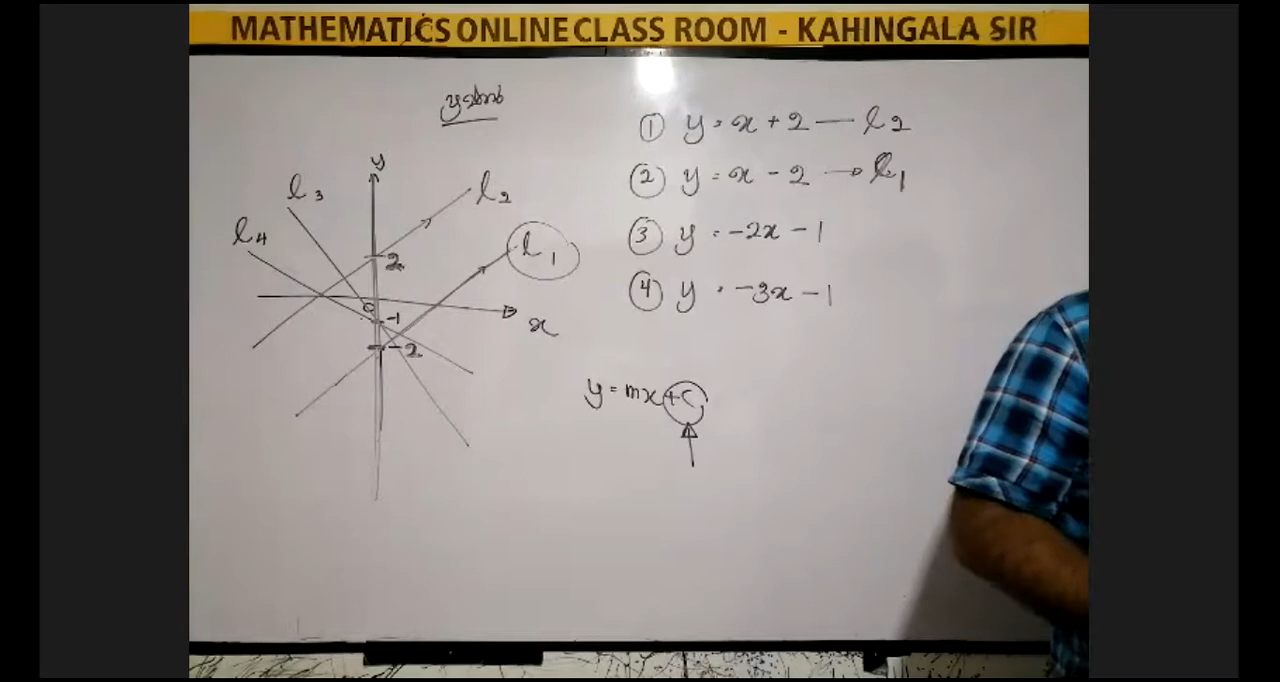 MATHEMATICS ONLINE CLASS ROOM - KAHINGALA SIR
① y = x + 2 — l2
② y = x - 2 → l1
③ y = -2x - 1
④ y = -3x - 1
y
l3
l2
l4
l1
2
0
-1
x
-2
y = mx + c